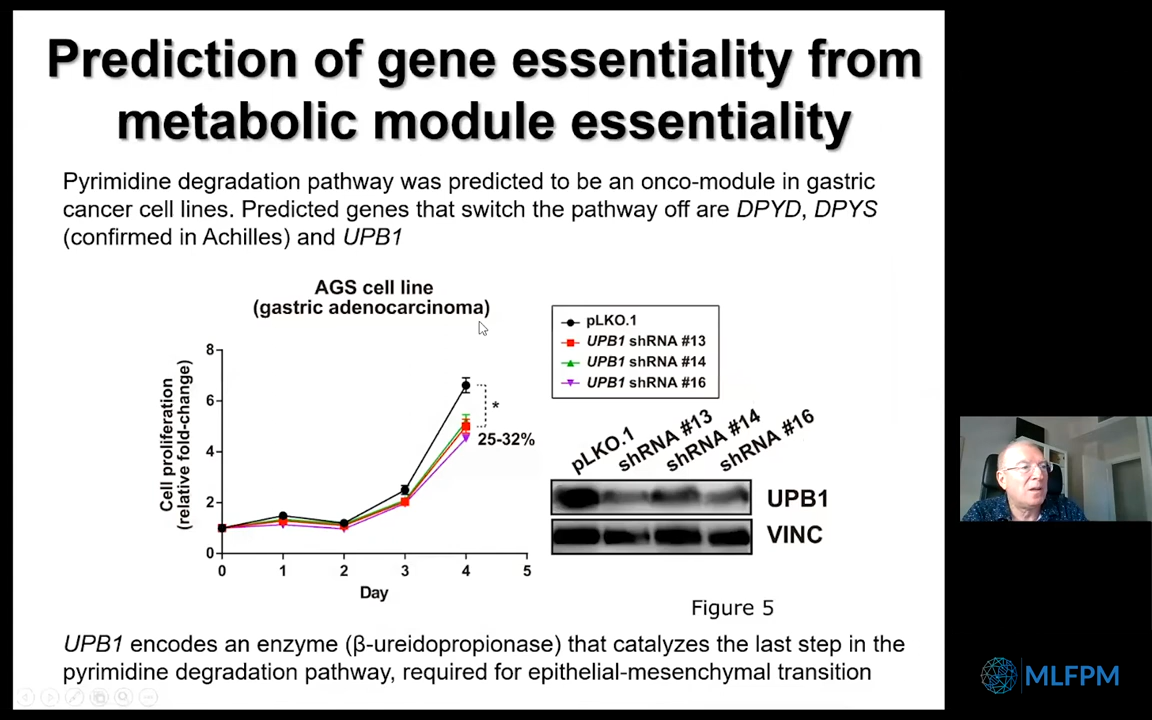 Prediction of gene essentiality from
metabolic module essentiality
Pyrimidine degradation pathway was predicted to be an onco-module in gastric
cancer cell lines. Predicted genes that switch the pathway off are DPYD, DPYS
(confirmed in Achilles) and UPB1
AGS cell line
(gastric adenocarcinoma)
Cell proliferation
(relative fold-change)
8
6
4
2
0
0 1 2 3 4 5
Day
*
25-32%
pLKO.1
UPB1 shRNA #13
UPB1 shRNA #14
UPB1 shRNA #16
pLKO.1
shRNA #13
shRNA #14
shRNA #16
UPB1
VINC
Figure 5
UPB1 encodes an enzyme (β-ureidopropionase) that catalyzes the last step in the
pyrimidine degradation pathway, required for epithelial-mesenchymal transition
MLFPM